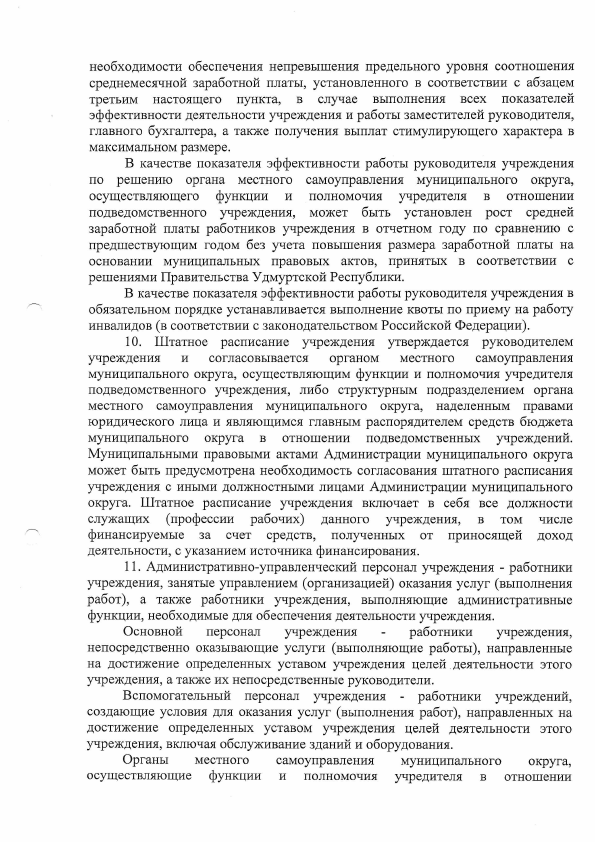 необходимости обеспечения непревышения предельного уровня соотношения
среднемесячной заработной платы, установленного в соответствии с абзацем
третьим настоящего пункта, в случае выполнения всех показателей
эффективности деятельности учреждения и работы заместителей руководителя,
главного бухгалтера, а также получения выплат стимулирующего характера в
максимальном размере.
В качестве показателя эффективности работы руководителя учреждения
по решению органа местного самоуправления муниципального округа,
осуществляющего функции и полномочия учредителя в отношении
подведомственного учреждения, может быть установлен рост средней
заработной платы работников учреждения в отчетном году по сравнению с
предшествующим годом без учета повышения размера заработной платы на
основании муниципальных правовых актов, принятых в соответствии с
решениями Правительства Удмуртской Республики.
В качестве показателя эффективности работы руководителя учреждения в
обязательном порядке устанавливается выполнение квоты по приему на работу
инвалидов (в соответствии с законодательством Российской Федерации).
10. Штатное расписание учреждения утверждается руководителем
учреждения и согласовывается органом местного самоуправления
муниципального округа, осуществляющим функции и полномочия учредителя
подведомственного учреждения, либо структурным подразделением органа
местного самоуправления муниципального округа, наделенным правами
юридического лица и являющимся главным распорядителем средств бюджета
муниципального округа в отношении подведомственных учреждений.
Муниципальными правовыми актами Администрации муниципального округа
может быть предусмотрена необходимость согласования штатного расписания
учреждения с иными должностными лицами Администрации муниципального
округа. Штатное расписание учреждения включает в себя все должности
служащих (профессии рабочих) данного учреждения, в том числе
финансируемые за счет средств, полученных от приносящей доход
деятельности, с указанием источника финансирования.
11. Административно-управленческий персонал учреждения - работники
учреждения, занятые управлением (организацией) оказания услуг (выполнения
работ), а также работники учреждения, выполняющие административные
функции, необходимые для обеспечения деятельности учреждения.
Основной персонал учреждения - работники учреждения,
непосредственно оказывающие услуги (выполняющие работы), направленные
на достижение определенных уставом учреждения целей деятельности этого
учреждения, а также их непосредственные руководители.
Вспомогательный персонал учреждения - работники учреждений,
создающие условия для оказания услуг (выполнения работ), направленных на
достижение определенных уставом учреждения целей деятельности этого
учреждения, включая обслуживание зданий и оборудования.
Органы местного самоуправления муниципального округа,
осуществляющие функции и полномочия учредителя в отношении